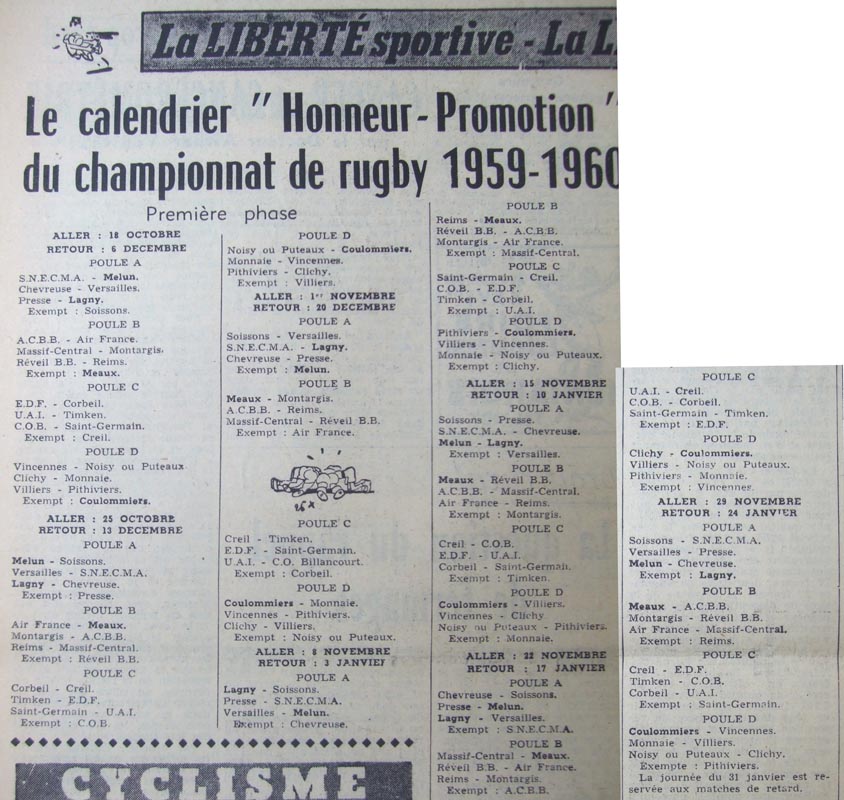 La LIBERTÉ sportive - La L
Le calendrier " Honneur-Promotion "
du championnat de rugby 1959-1960
Première phase
ALLER : 18 OCTOBRE
RETOUR : 6 DECEMBRE
POULE A
S.N.E.C.M.A. - Melun.
Chevreuse - Versailles.
Presse - Lagny.
Exempt : Soissons.
POULE B
A.C.B.B. - Air France.
Massif-Central - Montargis.
Réveil B.B. - Reims.
Exempt : Meaux.
POULE C
E.D.F. - Corbeil.
U.A.I. - Timken.
C.O.B. - Saint-Germain.
Exempt : Creil.
POULE D
Vincennes - Noisy ou Puteaux
Clichy - Monnaie.
Villiers - Pithiviers.
Exempt : Coulommiers.
ALLER : 25 OCTOBRE
RETOUR : 13 DECEMBRE
POULE A
Melun - Soissons.
Versailles - S.N.E.C.M.A.
Lagny - Chevreuse.
Exempt : Presse.
POULE B
Air France - Meaux.
Montargis - A.C.B.B.
Reims - Massif-Central.
Exempt : Réveil B.B.
POULE C
Corbeil - Creil.
Timken - E.D.F.
Saint-Germain - U.A.I.
Exempt : C.O.B.
POULE D
Noisy ou Puteaux - Coulommiers.
Monnaie - Vincennes.
Pithiviers - Clichy.
Exempt : Villiers.
ALLER : 1er NOVEMBRE
RETOUR : 20 DECEMBRE
POULE A
Soissons - Versailles.
S.N.E.C.M.A. - Lagny.
Chevreuse - Presse.
Exempt : Melun.
POULE B
Meaux - Montargis.
A.C.B.B. - Reims.
Massif-Central - Réveil B.B.
Exempt : Air France.
POULE C
Creil - Timken.
E.D.F. - Saint-Germain.
U.A.I. - C.O. Billancourt.
Exempt : Corbeil.
POULE D
Coulommiers - Monnaie.
Vincennes - Pithiviers.
Clichy - Villiers.
Exempt : Noisy ou Puteaux.
ALLER : 8 NOVEMBRE
RETOUR : 3 JANVIER
POULE A
Lagny - Soissons.
Presse - S.N.E.C.M.A.
Versailles - Melun.
Exempt : Chevreuse.
POULE B
Reims - Meaux.
Réveil B.B. - A.C.B.B.
Montargis - Air France.
Exempt : Massif-Central.
POULE C
Saint-Germain - Creil.
C.O.B. - E.D.F.
Timken - Corbeil.
Exempt : U.A.I.
POULE D
Pithiviers - Coulommiers.
Villiers - Vincennes.
Monnaie - Noisy ou Puteaux.
Exempt : Clichy.
ALLER : 15 NOVEMBRE
RETOUR : 10 JANVIER
POULE A
Soissons - Presse.
S.N.E.C.M.A. - Chevreuse.
Melun - Lagny.
Exempt : Versailles.
POULE B
Meaux - Réveil B.B.
A.C.B.B. - Massif-Central.
Air France - Reims.
Exempt : Montargis.
POULE C
Creil - C.O.B.
E.D.F. - U.A.I.
Corbeil - Saint-Germain.
Exempt : Timken.
POULE D
Coulommiers - Villiers.
Vincennes - Clichy
Noisy ou Puteaux - Pithiviers.
Exempt : Monnaie.
ALLER : 22 NOVEMBRE
RETOUR : 17 JANVIER
POULE A
Chevreuse - Soissons.
Presse - Melun.
Lagny - Versailles.
Exempt : S.N.E.C.M.A.
POULE B
Massif-Central - Meaux.
Réveil B.B. - Air France.
Reims - Montargis.
Exempt : A.C.B.B.
POULE C
U.A.I. - Creil.
C.O.B. - Corbeil.
Saint-Germain - Timken.
Exempt : E.D.F.
POULE D
Clichy - Coulommiers.
Villiers - Noisy ou Puteaux.
Pithiviers - Monnaie.
Exempte : Vincennes.
ALLER : 29 NOVEMBRE
RETOUR : 24 JANVIER
POULE A
Soissons - S.N.E.C.M.A.
Versailles - Presse.
Melun - Chevreuse.
Exempt : Lagny.
POULE B
Meaux - A.C.B.B.
Montargis - Réveil B.B.
Air France - Massif-Central.
Exempt : Reims.
POULE C
Creil - E.D.F.
Timken - C.O.B.
Corbeil - U.A.I.
Exempt : Saint-Germain.
POULE D
Coulommiers - Vincennes.
Monnaie - Villiers.
Noisy ou Puteaux - Clichy.
Exempte : Pithiviers.
La journée du 31 janvier est re-
servée aux matches de retard.
CYCLISME